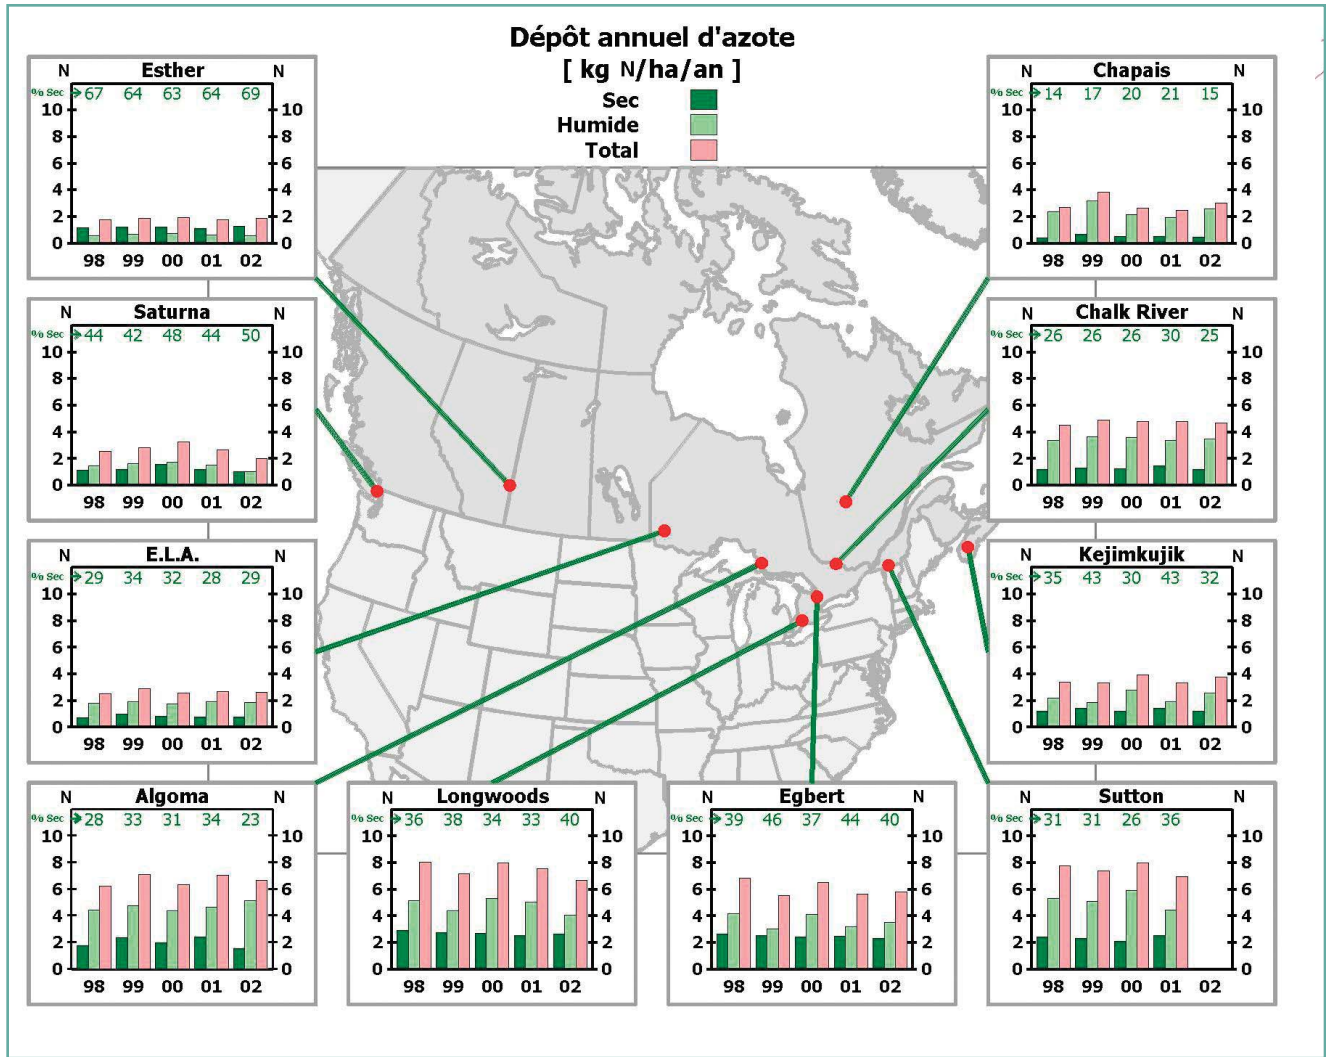 Dépôt annuel d'azote
[ kg N/ha/an ]
Sec
Humide
Total
N Esther N
% Sec 67 64 63 64 69
10 10
8 8
6 6
4 4
2 2
0 0
98 99 00 01 02
N Saturna N
% Sec 44 42 48 44 50
10 10
8 8
6 6
4 4
2 2
0 0
98 99 00 01 02
N E.L.A. N
% Sec 29 34 32 28 29
10 10
8 8
6 6
4 4
2 2
0 0
98 99 00 01 02
N Algoma N
% Sec 28 33 31 34 23
10 10
8 8
6 6
4 4
2 2
0 0
98 99 00 01 02
N Longwoods N
% Sec 36 38 34 33 40
10 10
8 8
6 6
4 4
2 2
0 0
98 99 00 01 02
N Egbert N
% Sec 39 46 37 44 40
10 10
8 8
6 6
4 4
2 2
0 0
98 99 00 01 02
N Chapais N
% Sec 14 17 20 21 15
10 10
8 8
6 6
4 4
2 2
0 0
98 99 00 01 02
N Chalk River N
% Sec 26 26 26 30 25
10 10
8 8
6 6
4 4
2 2
0 0
98 99 00 01 02
N Kejimkujik N
% Sec 35 43 30 43 32
10 10
8 8
6 6
4 4
2 2
0 0
98 99 00 01 02
N Sutton N
% Sec 31 31 26 36
10 10
8 8
6 6
4 4
2 2
0 0
98 99 00 01 02